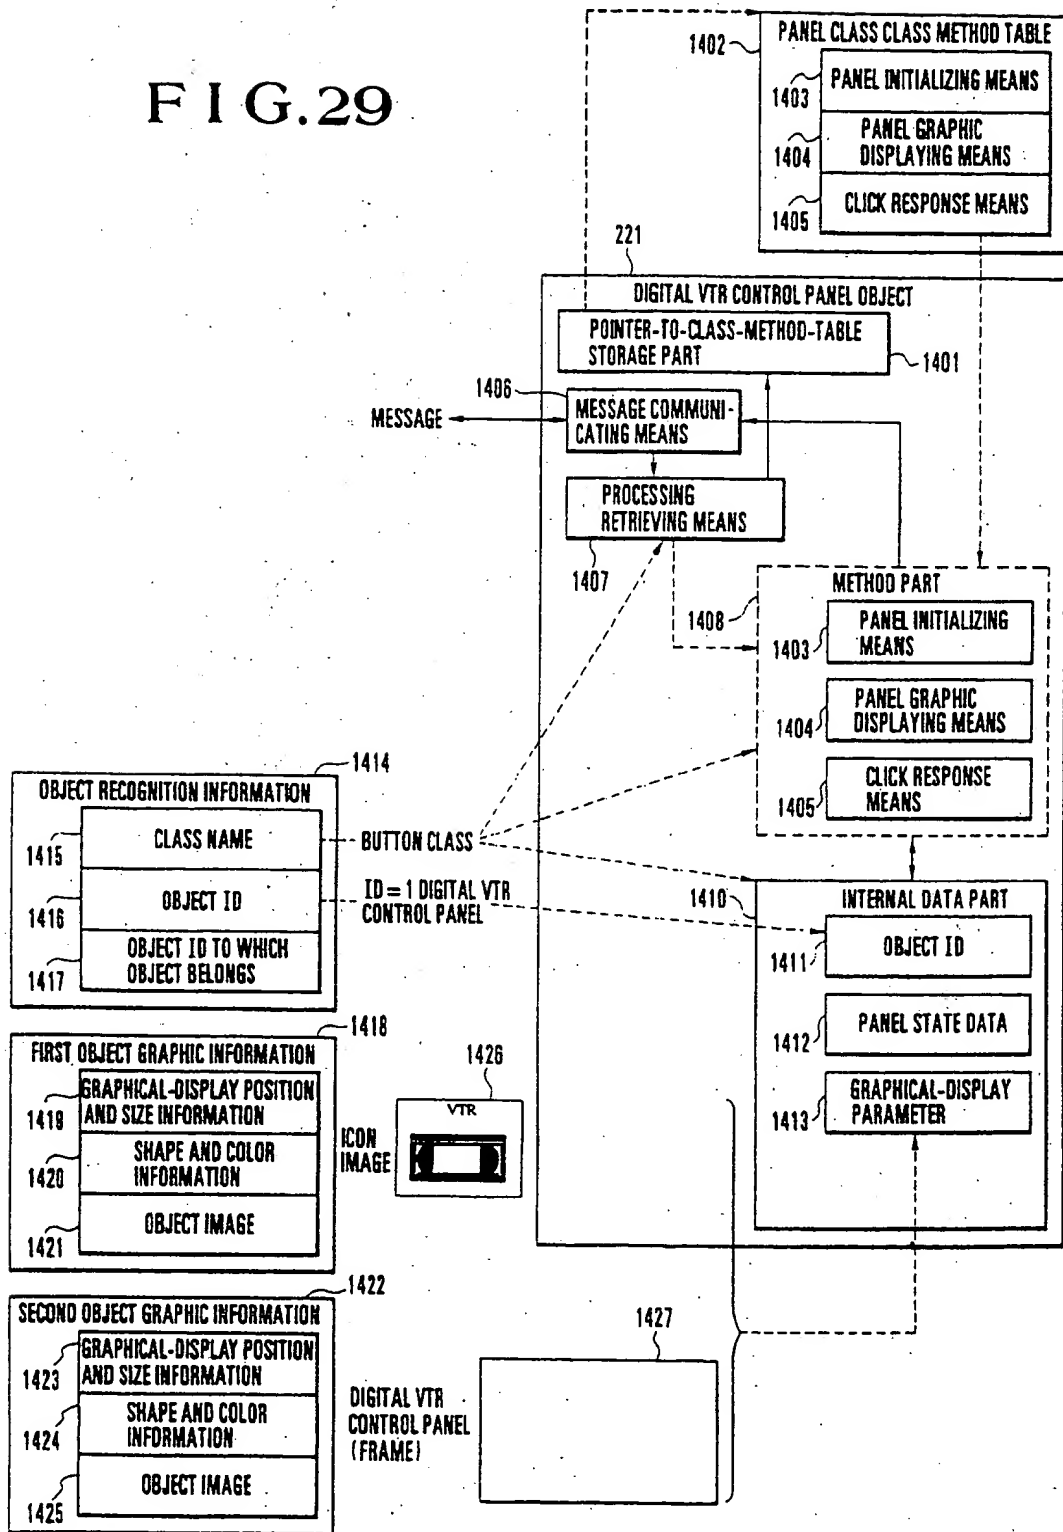 FIG.29
1402
PANEL CLASS CLASS METHOD TABLE
1403
PANEL INITIALIZING MEANS
1404
PANEL GRAPHIC
DISPLAYING MEANS
1405
CLICK RESPONSE MEANS
221
DIGITAL VTR CONTROL PANEL OBJECT
POINTER-TO-CLASS-METHOD-TABLE
STORAGE PART
1401
1406
MESSAGE
MESSAGE COMMUNI-
CATING MEANS
PROCESSING
RETRIEVING MEANS
1407
METHOD PART
1408
1403
PANEL INITIALIZING
MEANS
1404
PANEL GRAPHIC
DISPLAYING MEANS
1405
CLICK RESPONSE
MEANS
1414
OBJECT RECOGNITION INFORMATION
1415
CLASS NAME
BUTTON CLASS
1416
OBJECT ID
ID = 1 DIGITAL VTR
CONTROL PANEL
1417
OBJECT ID TO WHICH
OBJECT BELONGS
1410
INTERNAL DATA PART
1411
OBJECT ID
1412
PANEL STATE DATA
1413
GRAPHICAL-DISPLAY
PARAMETER
1418
FIRST OBJECT GRAPHIC INFORMATION
1419
GRAPHICAL-DISPLAY POSITION
AND SIZE INFORMATION
1420
SHAPE AND COLOR
INFORMATION
1421
OBJECT IMAGE
ICON
IMAGE
1426
VTR
1422
SECOND OBJECT GRAPHIC INFORMATION
1423
GRAPHICAL-DISPLAY POSITION
AND SIZE INFORMATION
1424
SHAPE AND COLOR
INFORMATION
1425
OBJECT IMAGE
DIGITAL VTR
CONTROL PANEL
(FRAME)
1427